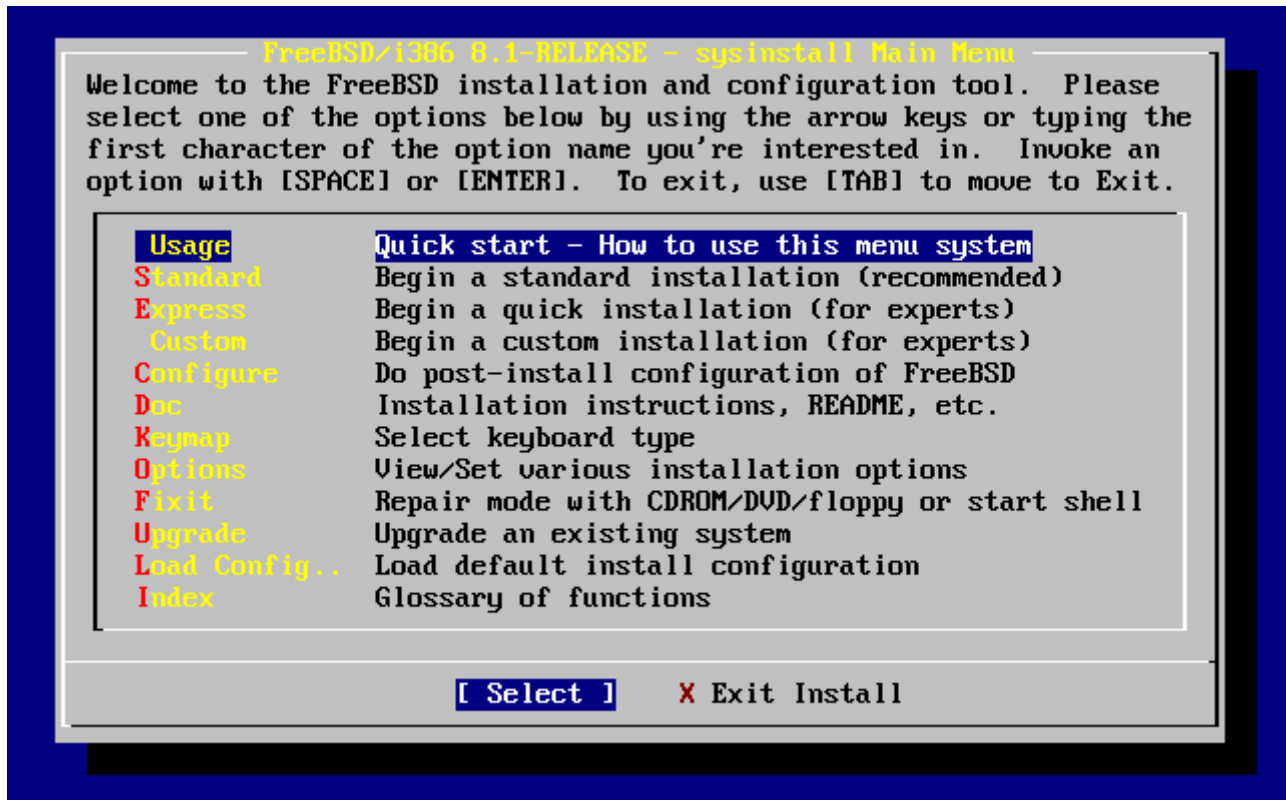 FreeBSD/i386 8.1-RELEASE - sysinstall Main Menu
Welcome to the FreeBSD installation and configuration tool.  Please
select one of the options below by using the arrow keys or typing the
first character of the option name you're interested in.  Invoke an
option with [SPACE] or [ENTER].  To exit, use [TAB] to move to Exit.
Usage Quick start - How to use this menu system
Standard Begin a standard installation (recommended)
Express Begin a quick installation (for experts)
Custom Begin a custom installation (for experts)
Configure Do post-install configuration of FreeBSD
Doc Installation instructions, README, etc.
Keymap Select keyboard type
Options View/Set various installation options
Fixit Repair mode with CDROM/DVD/floppy or start shell
Upgrade Upgrade an existing system
Load Config.. Load default install configuration
Index Glossary of functions
[ Select ] X Exit Install